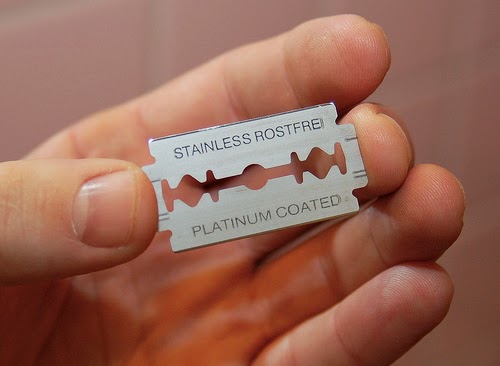 STAINLESS ROSTFREI
PLATINUM COATED